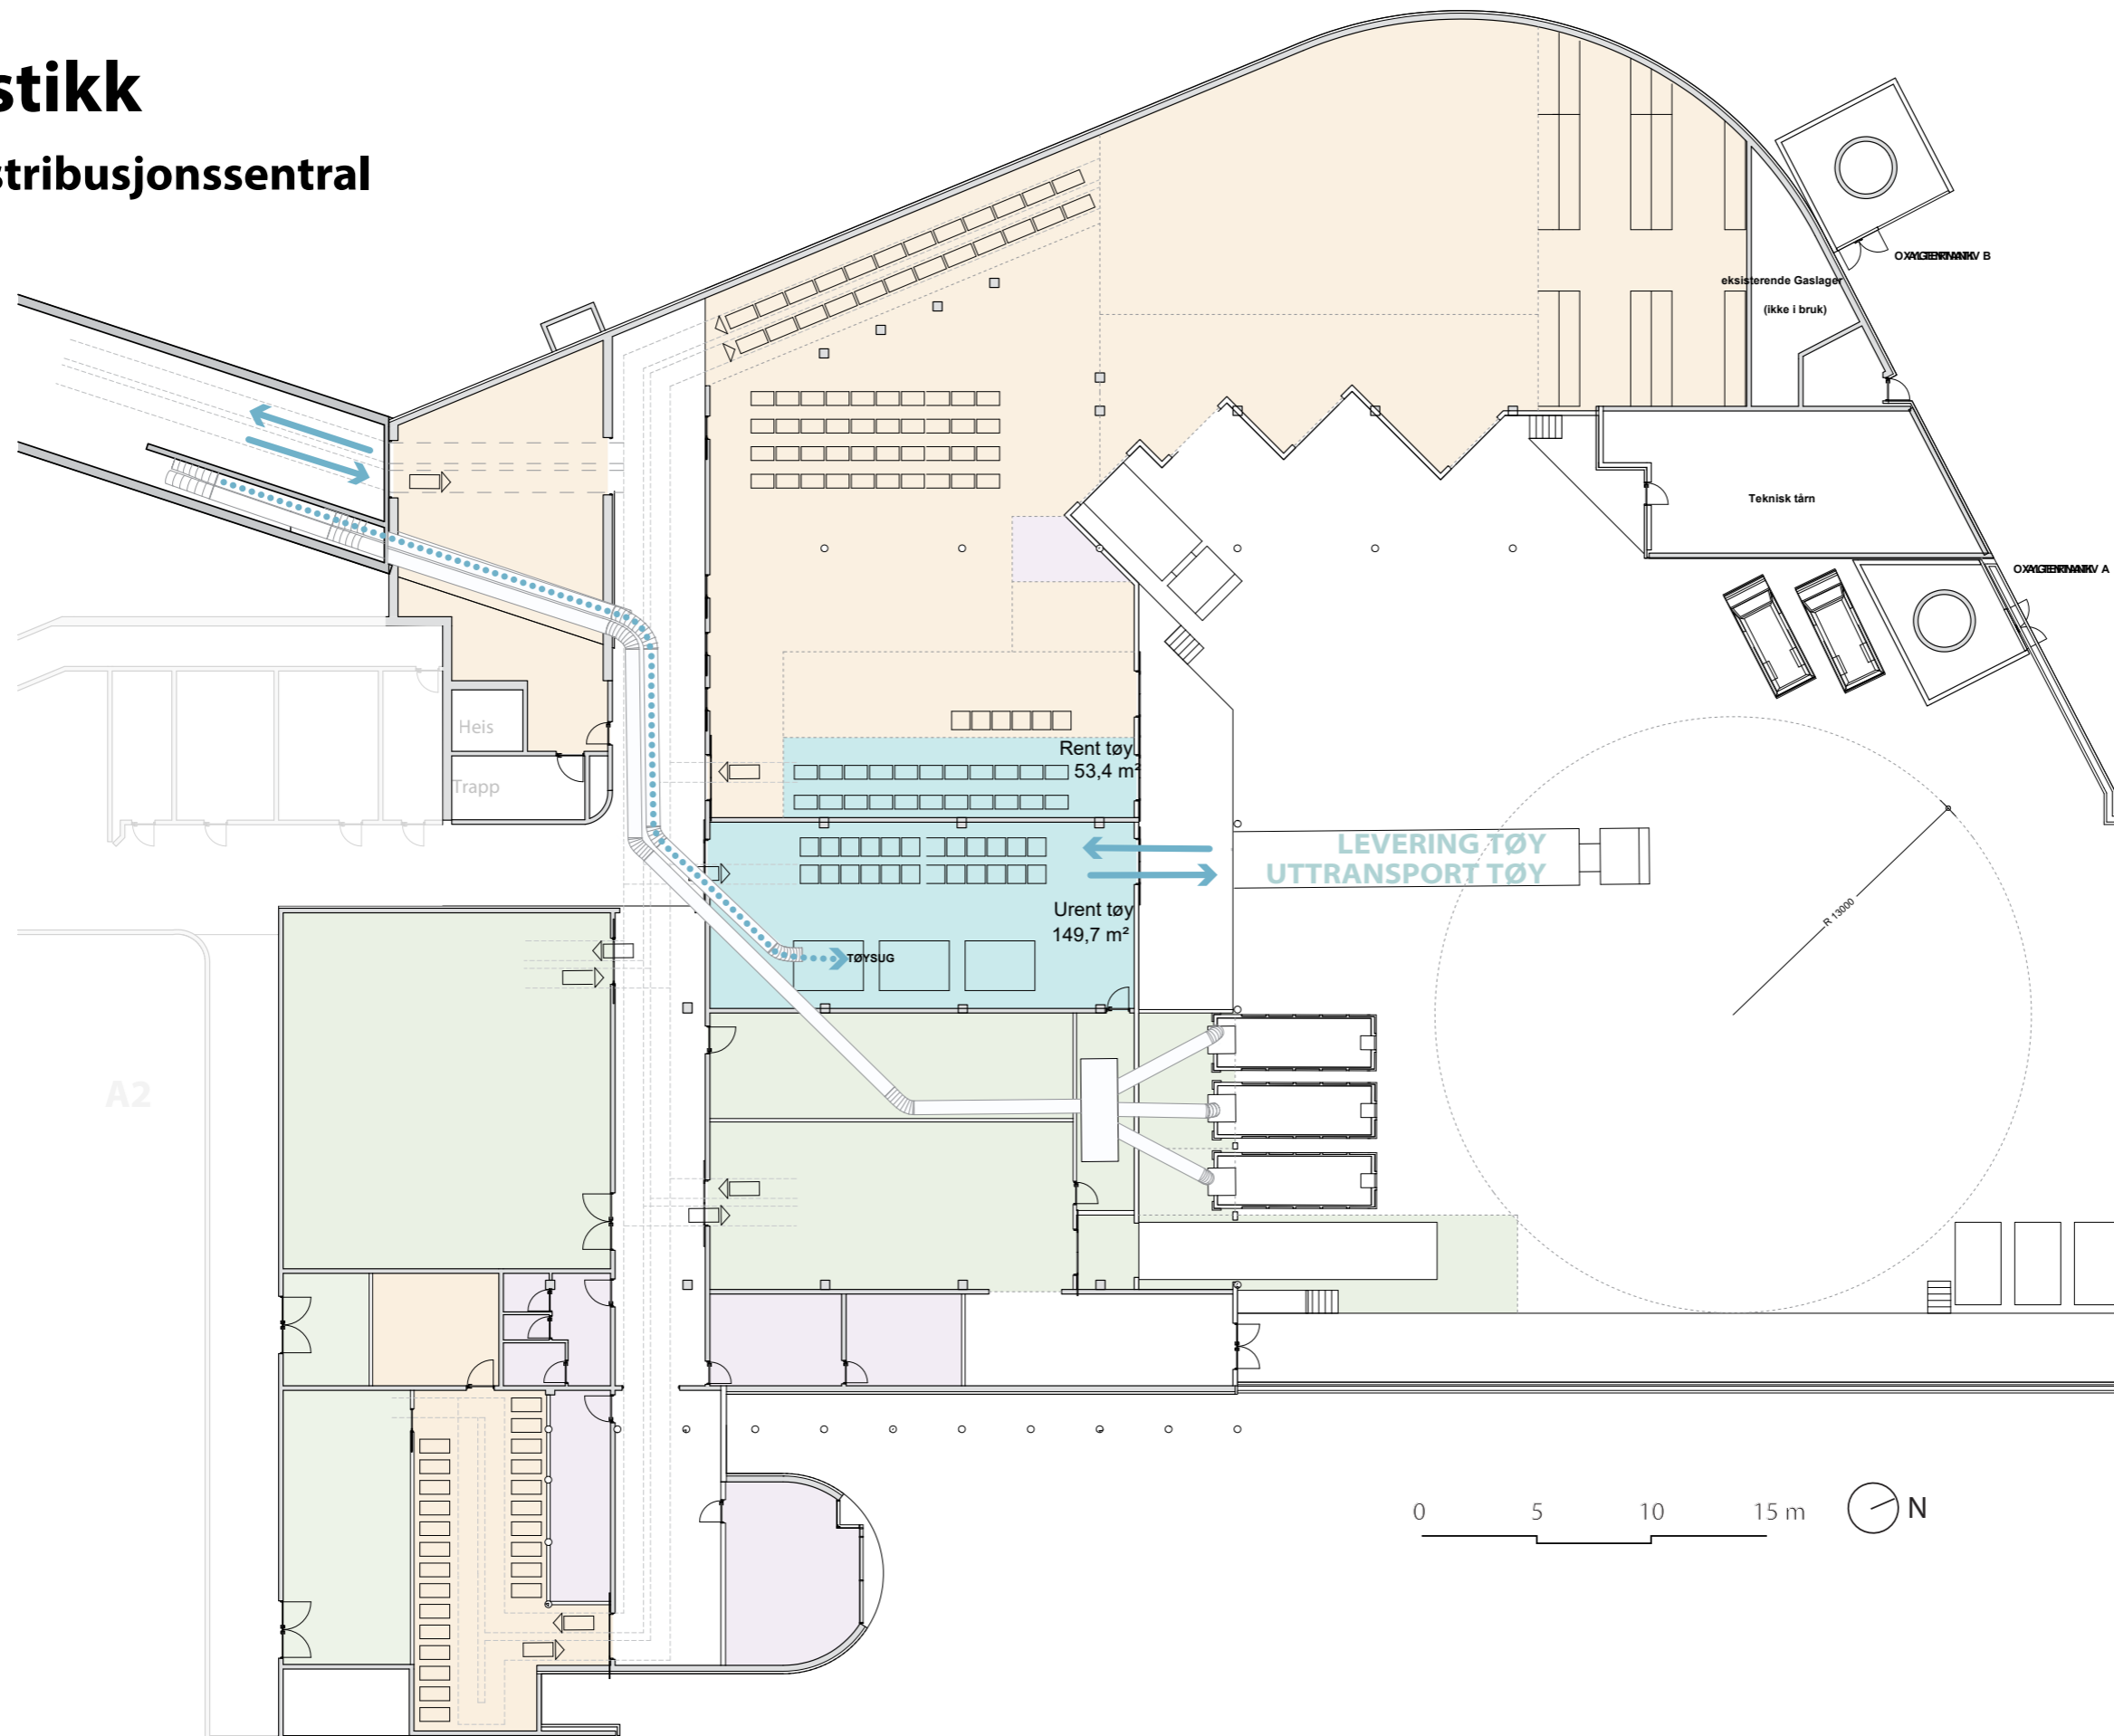 stikk
stribusjonssentral
eksisterende Gaslager
(ikke i bruk)
Teknisk tårn
Heis
Trapp
Rent tøy
53,4 m²
LEVERING TØY
UTTRANSPORT TØY
Urent tøy
149,7 m²
TØYSUG
R 13000
A2
0 5 10 15 m
N